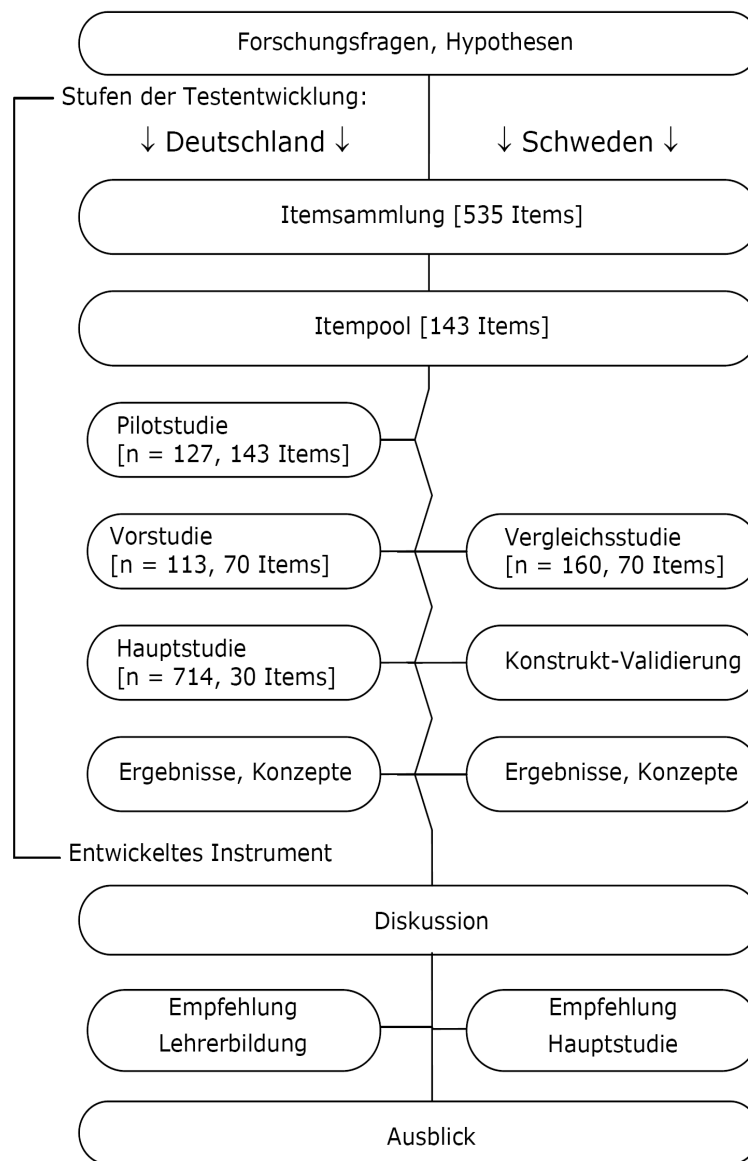 Forschungsfragen, Hypothesen
Stufen der Testentwicklung:
↓ Deutschland ↓
↓ Schweden ↓
Itemsammlung [535 Items]
Itempool [143 Items]
Pilotstudie
[n = 127, 143 Items]
Vorstudie
[n = 113, 70 Items]
Vergleichsstudie
[n = 160, 70 Items]
Hauptstudie
[n = 714, 30 Items]
Konstrukt-Validierung
Ergebnisse, Konzepte
Ergebnisse, Konzepte
Entwickeltes Instrument
Diskussion
Empfehlung
Lehrerbildung
Empfehlung
Hauptstudie
Ausblick